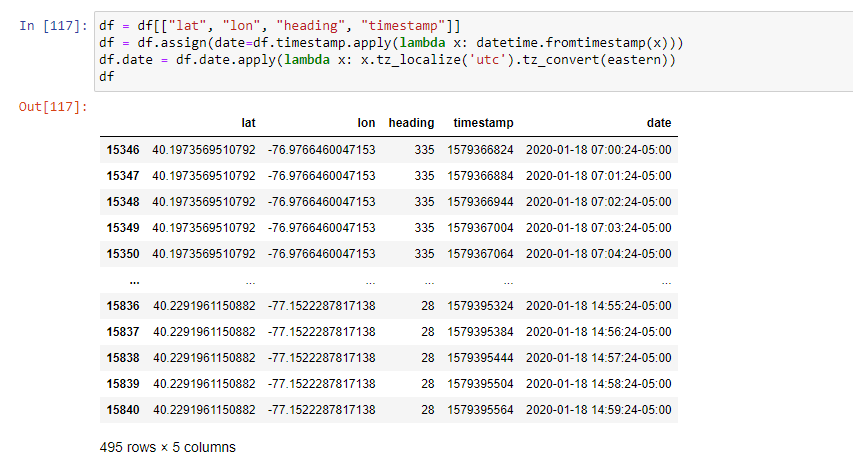 In [117]: df = df[["lat", "lon", "heading", "timestamp"]]
df = df.assign(date=df.timestamp.apply(lambda x: datetime.fromtimestamp(x)))
df.date = df.date.apply(lambda x: x.tz_localize('utc').tz_convert(eastern))
df
Out[117]:
lat lon heading timestamp date
15346 40.1973569510792 -76.9766460047153 335 1579366824 2020-01-18 07:00:24-05:00
15347 40.1973569510792 -76.9766460047153 335 1579366884 2020-01-18 07:01:24-05:00
15348 40.1973569510792 -76.9766460047153 335 1579366944 2020-01-18 07:02:24-05:00
15349 40.1973569510792 -76.9766460047153 335 1579367004 2020-01-18 07:03:24-05:00
15350 40.1973569510792 -76.9766460047153 335 1579367064 2020-01-18 07:04:24-05:00
... ... ... ... ... ...
15836 40.2291961150882 -77.1522287817138 28 1579395324 2020-01-18 14:55:24-05:00
15837 40.2291961150882 -77.1522287817138 28 1579395384 2020-01-18 14:56:24-05:00
15838 40.2291961150882 -77.1522287817138 28 1579395444 2020-01-18 14:57:24-05:00
15839 40.2291961150882 -77.1522287817138 28 1579395504 2020-01-18 14:58:24-05:00
15840 40.2291961150882 -77.1522287817138 28 1579395564 2020-01-18 14:59:24-05:00
495 rows × 5 columns